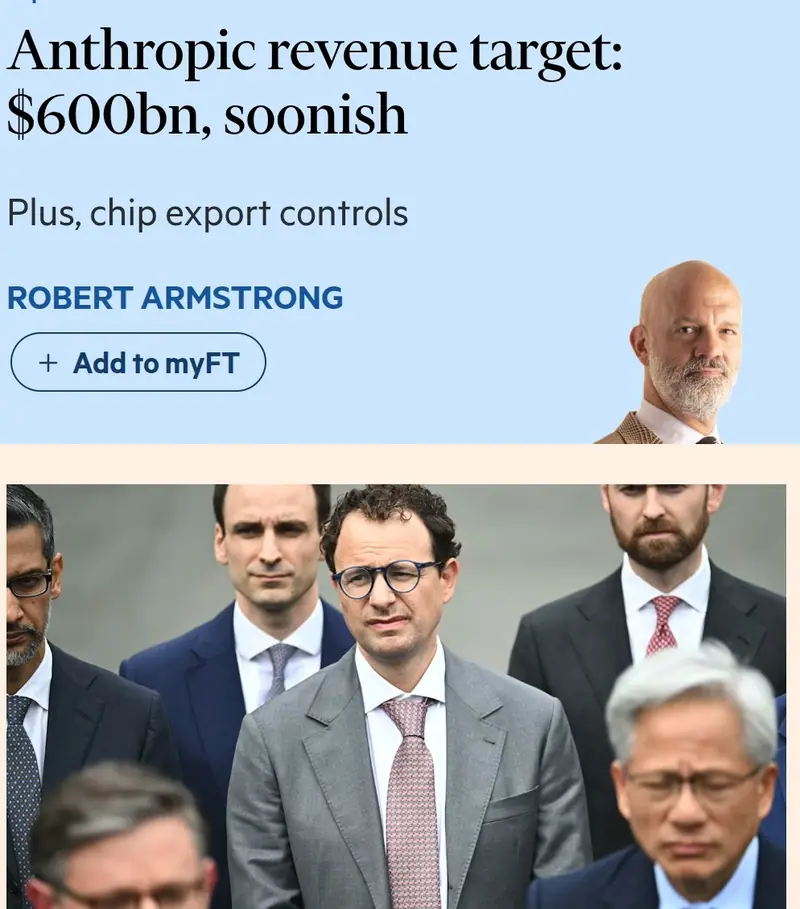 Anthropic revenue target:
$600bn, soonish
Plus, chip export controls
ROBERT ARMSTRONG
+ Add to myFT